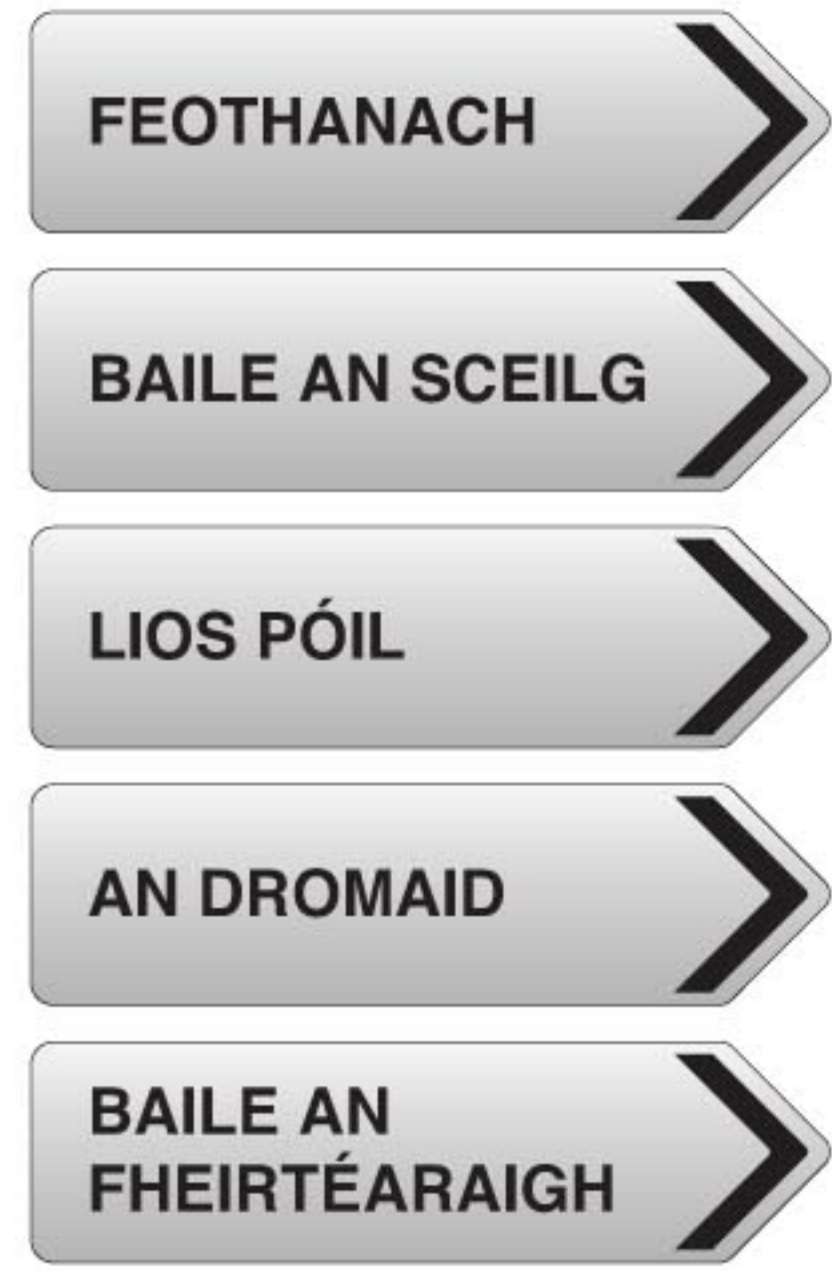 FEOTHANACH
BAILE AN SCEILG
LIOS PÓIL
AN DROMAID
BAILE AN
FHEIRTÉARAIGH